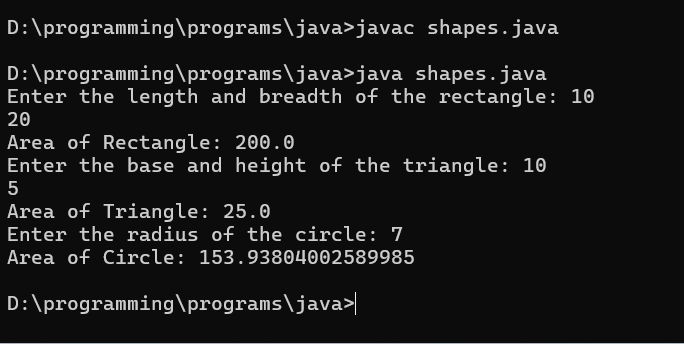 D:\programming\programs\java>javac shapes.java
D:\programming\programs\java>java shapes.java
Enter the length and breadth of the rectangle: 10
20
Area of Rectangle: 200.0
Enter the base and height of the triangle: 10
5
Area of Triangle: 25.0
Enter the radius of the circle: 7
Area of Circle: 153.93804002589985
D:\programming\programs\java>